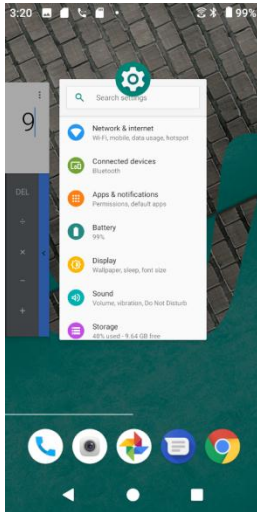 3:20
99%
9
DEL
÷
×
−
+
Search settings
Network & internet
Wi-Fi, mobile, data usage, hotspot
Connected devices
Bluetooth
Apps & notifications
Permissions, default apps
Battery
99%
Display
Wallpaper, sleep, font size
Sound
Volume, vibration, Do Not Disturb
Storage
48% used - 9.64 GB free